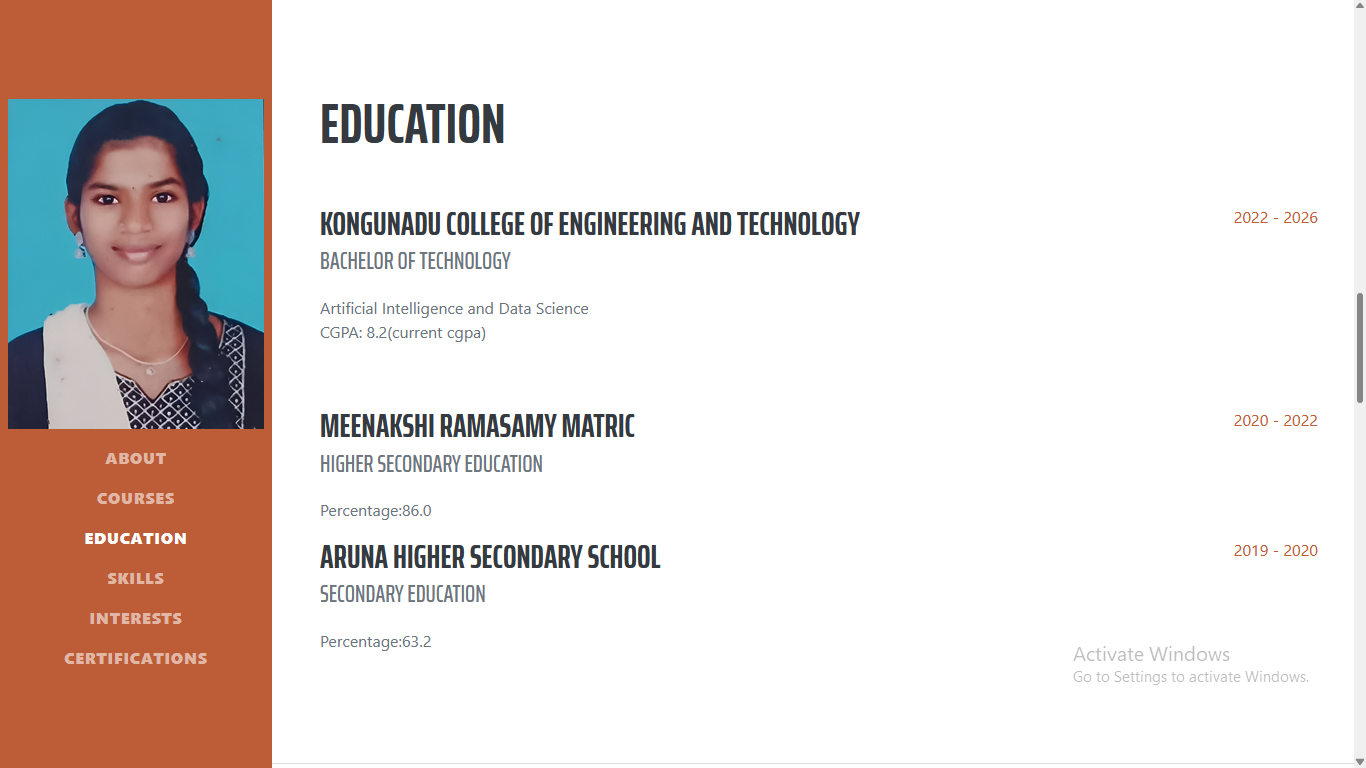 ABOUT
COURSES
EDUCATION
SKILLS
INTERESTS
CERTIFICATIONS
EDUCATION
KONGUNADU COLLEGE OF ENGINEERING AND TECHNOLOGY
2022 - 2026
BACHELOR OF TECHNOLOGY
Artificial Intelligence and Data Science
CGPA: 8.2(current cgpa)
MEENAKSHI RAMASAMY MATRIC
2020 - 2022
HIGHER SECONDARY EDUCATION
Percentage:86.0
ARUNA HIGHER SECONDARY SCHOOL
2019 - 2020
SECONDARY EDUCATION
Percentage:63.2
Activate Windows
Go to Settings to activate Windows.